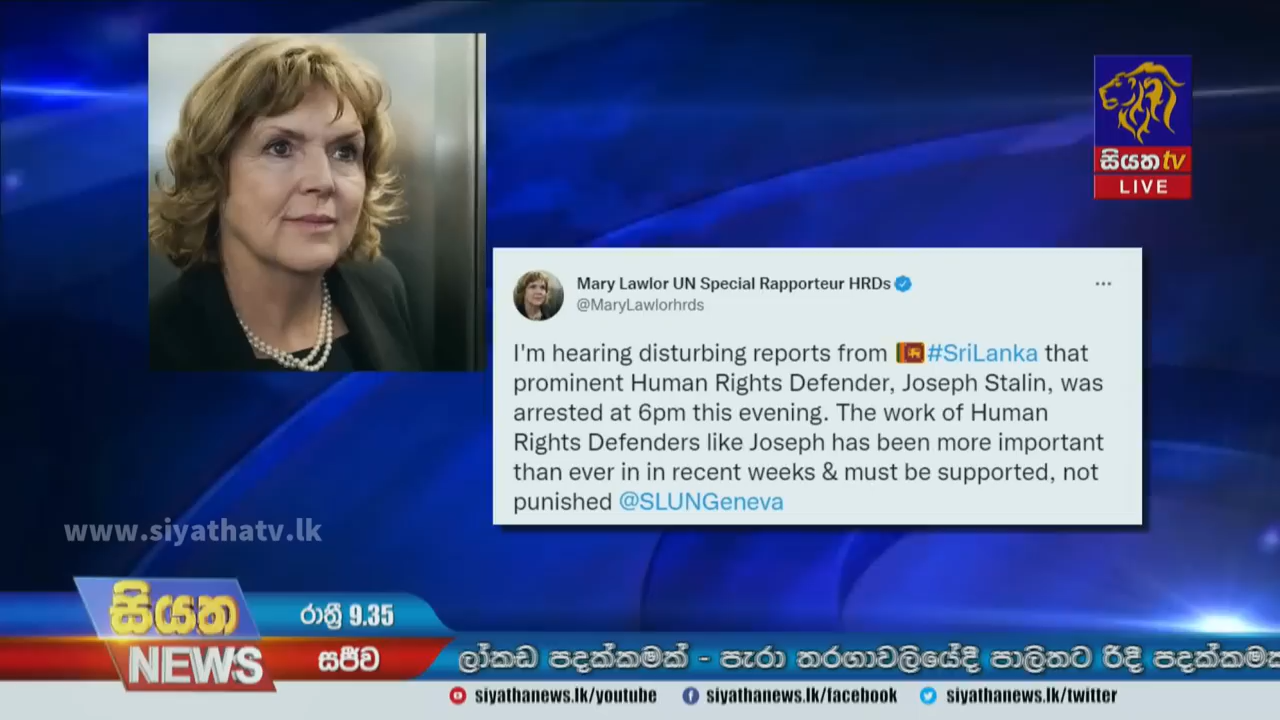 සියත tv
LIVE
Mary Lawlor UN Special Rapporteur HRDs
@MaryLawlorhrds
I'm hearing disturbing reports from #SriLanka that
prominent Human Rights Defender, Joseph Stalin, was
arrested at 6pm this evening. The work of Human
Rights Defenders like Joseph has been more important
than ever in in recent weeks & must be supported, not
punished @SLUNGeneva
www.siyathatv.lk
සියත
NEWS
රාත්‍රී 9.35
සජීව
ලෝකඩ පදක්කමක් - පැරා තරගාවලියේදී පාලිතට රිදී පදක්කමක
siyathanews.lk/youtube siyathanews.lk/facebook siyathanews.lk/twitter